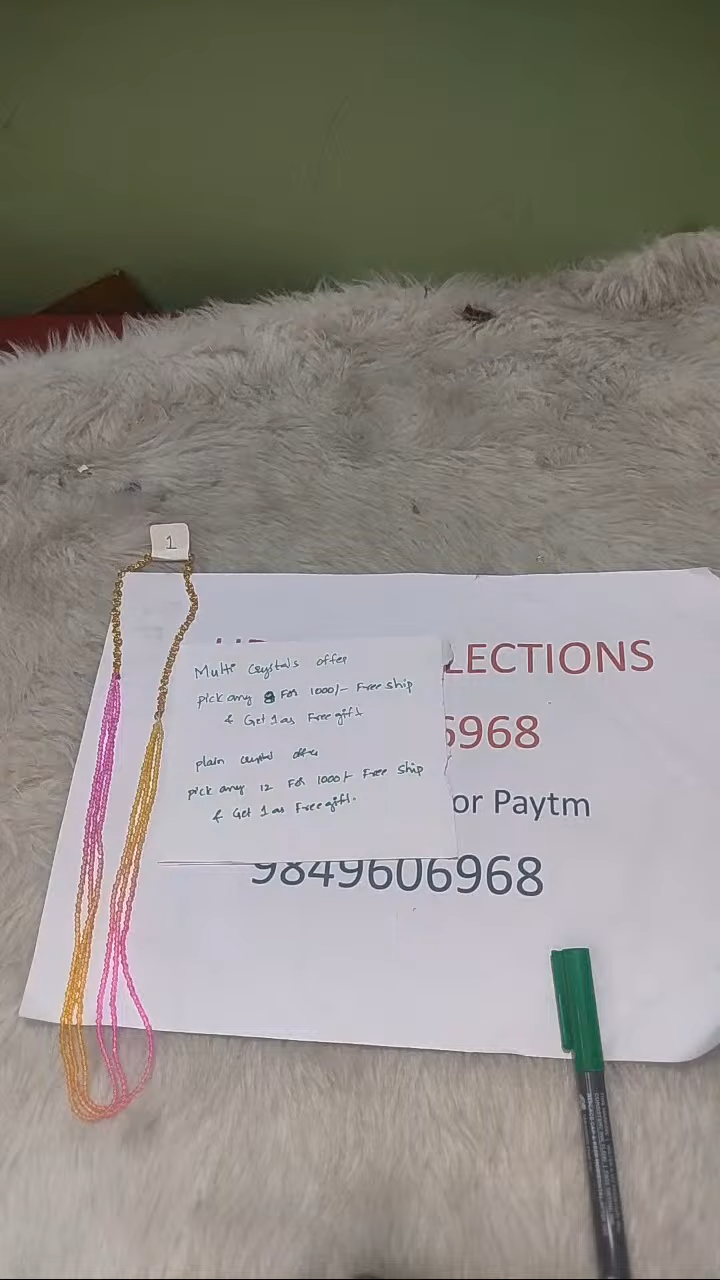 1
LECTIONS
Multi Crystals offer
pick any 8 For 1000/- Free ship
& Get 1 as Free gift
6968
plain crystal offer
pick any 12 For 1000/- Free ship
& Get 1 as Free gift.
or Paytm
9849606968